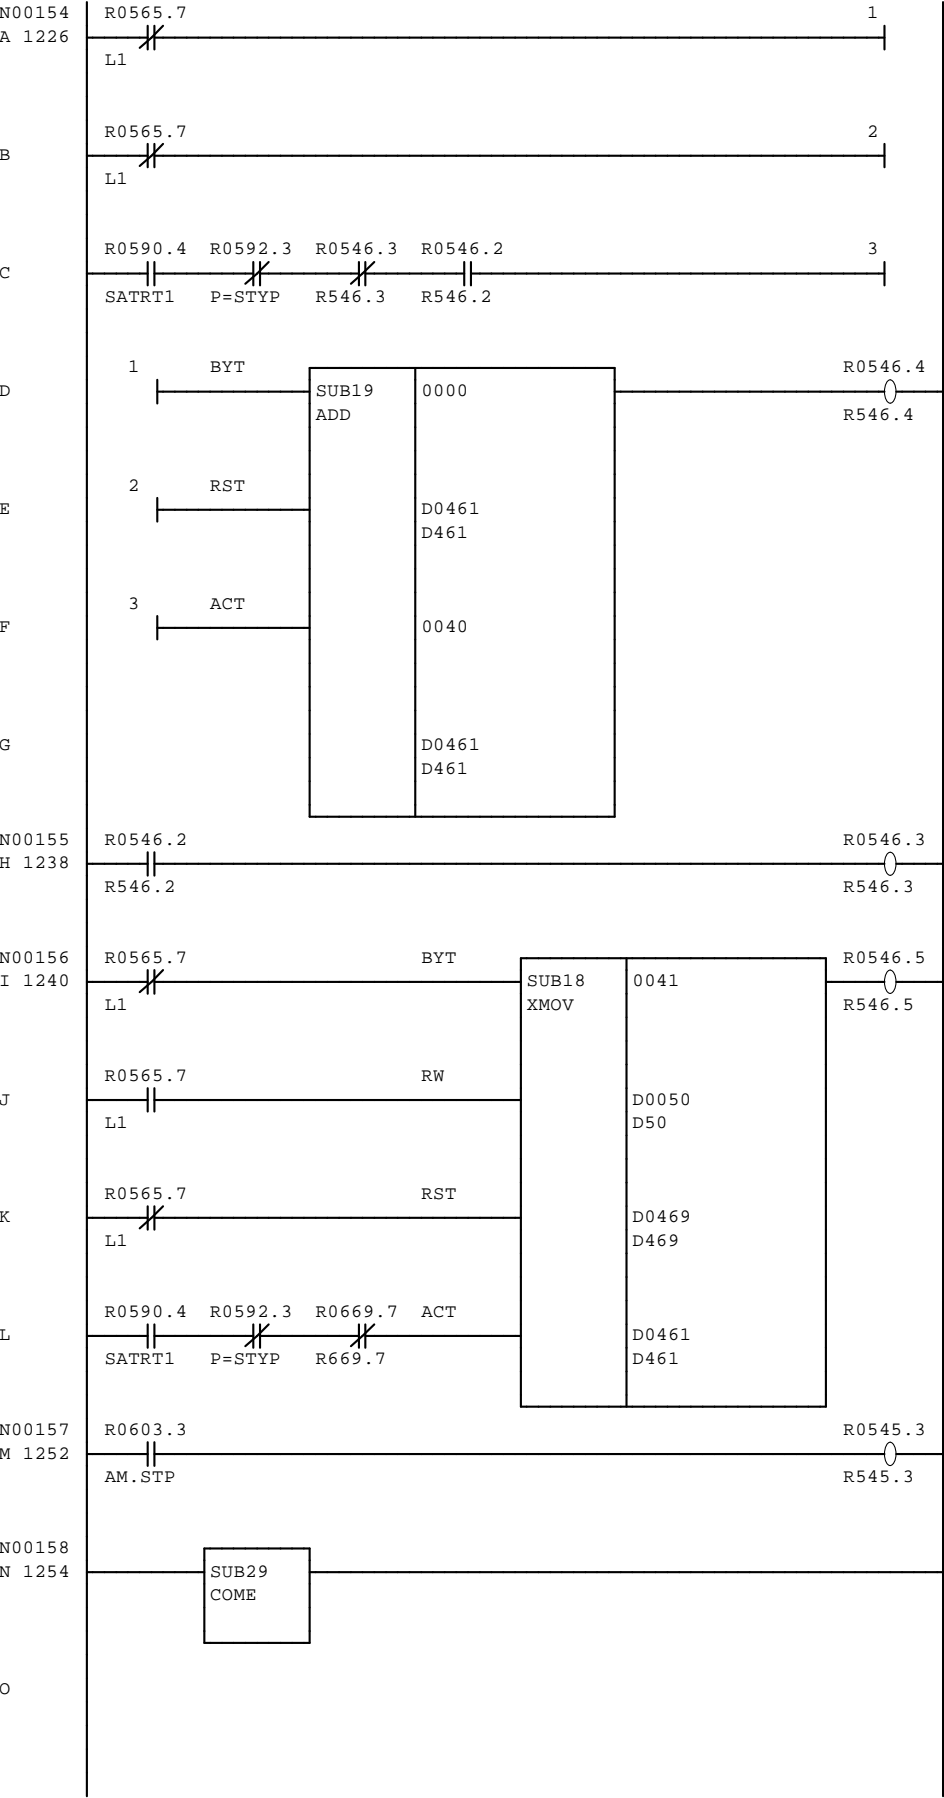 N00154 R0565.7 1
A 1226
L1
R0565.7 2
B
L1
R0590.4 R0592.3 R0546.3 R0546.2 3
C
SATRT1 P=STYP R546.3 R546.2
1 BYT R0546.4
D SUB19 0000
ADD R546.4
2 RST
E D0461
D461
3 ACT
F 0040
G D0461
D461
N00155 R0546.2 R0546.3
H 1238
R546.2 R546.3
N00156 R0565.7 BYT R0546.5
I 1240 SUB18 0041
L1 XMOV R546.5
R0565.7 RW
J D0050
L1 D50
R0565.7 RST
K D0469
L1 D469
R0590.4 R0592.3 R0669.7 ACT
L D0461
SATRT1 P=STYP R669.7 D461
N00157 R0603.3 R0545.3
M 1252
AM.STP R545.3
N00158
N 1254 SUB29
COME
O